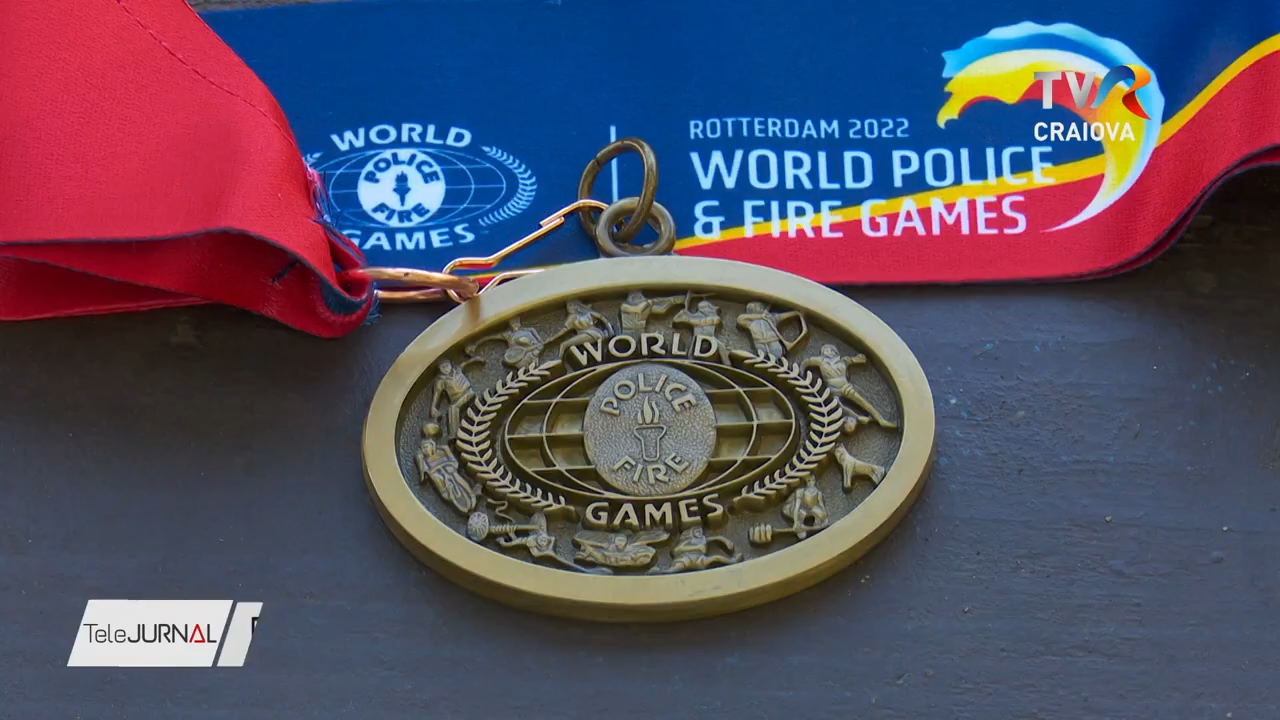 TVR
CRAIOVA
ROTTERDAM 2022
WORLD POLICE
& FIRE GAMES
WORLD
POLICE
FIRE
GAMES
WORLD
POLICE
FIRE
GAMES
TeleJURNAL